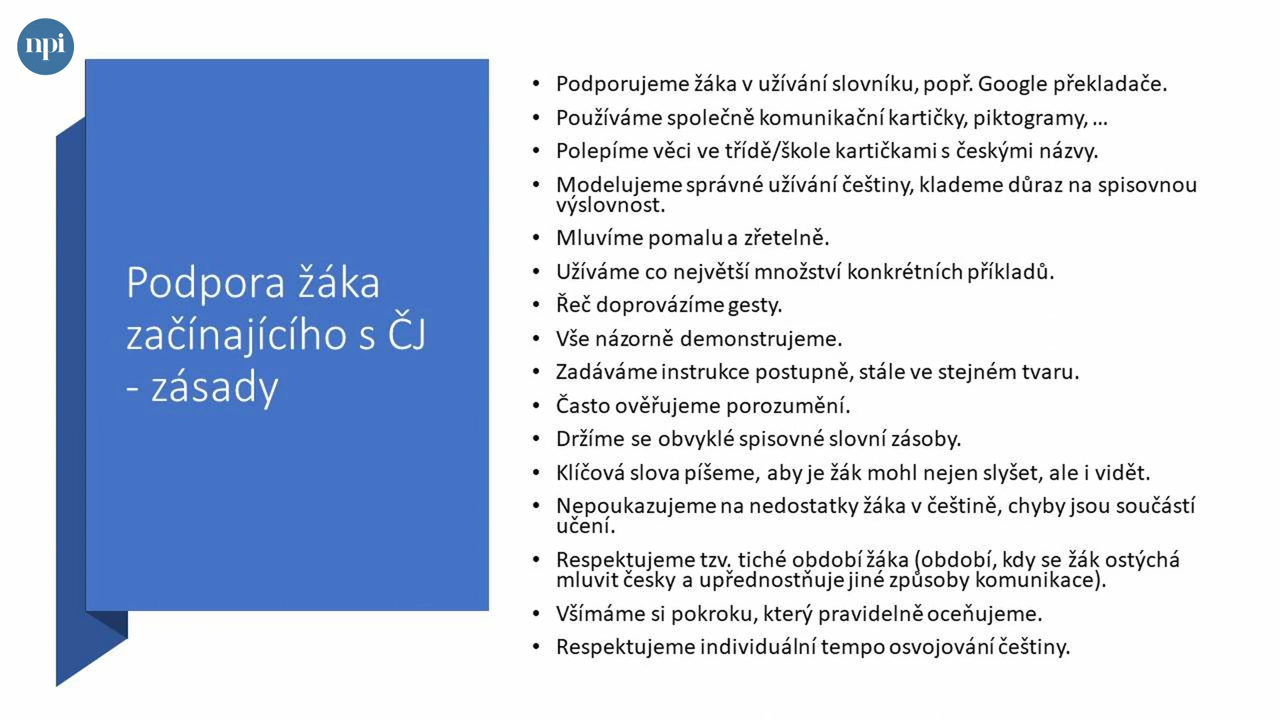 npi
Podpora žáka
začínajícího s ČJ
- zásady
• Podporujeme žáka v užívání slovníku, popř. Google překladače.
• Používáme společně komunikační kartičky, piktogramy, ...
• Polepíme věci ve třídě/škole kartičkami s českými názvy.
• Modelujeme správné užívání češtiny, klademe důraz na spisovnou
výslovnost.
• Mluvíme pomalu a zřetelně.
• Užíváme co největší množství konkrétních příkladů.
• Řeč doprovázíme gesty.
• Vše názorně demonstrujeme.
• Zadáváme instrukce postupně, stále ve stejném tvaru.
• Často ověřujeme porozumění.
• Držíme se obvyklé spisovné slovní zásoby.
• Klíčová slova píšeme, aby je žák mohl nejen slyšet, ale i vidět.
• Nepoukazujeme na nedostatky žáka v češtině, chyby jsou součástí
učení.
• Respektujeme tzv. tiché období žáka (období, kdy se žák ostýchá
mluvit česky a upřednostňuje jiné způsoby komunikace).
• Všímáme si pokroku, který pravidelně oceňujeme.
• Respektujeme individuální tempo osvojování češtiny.